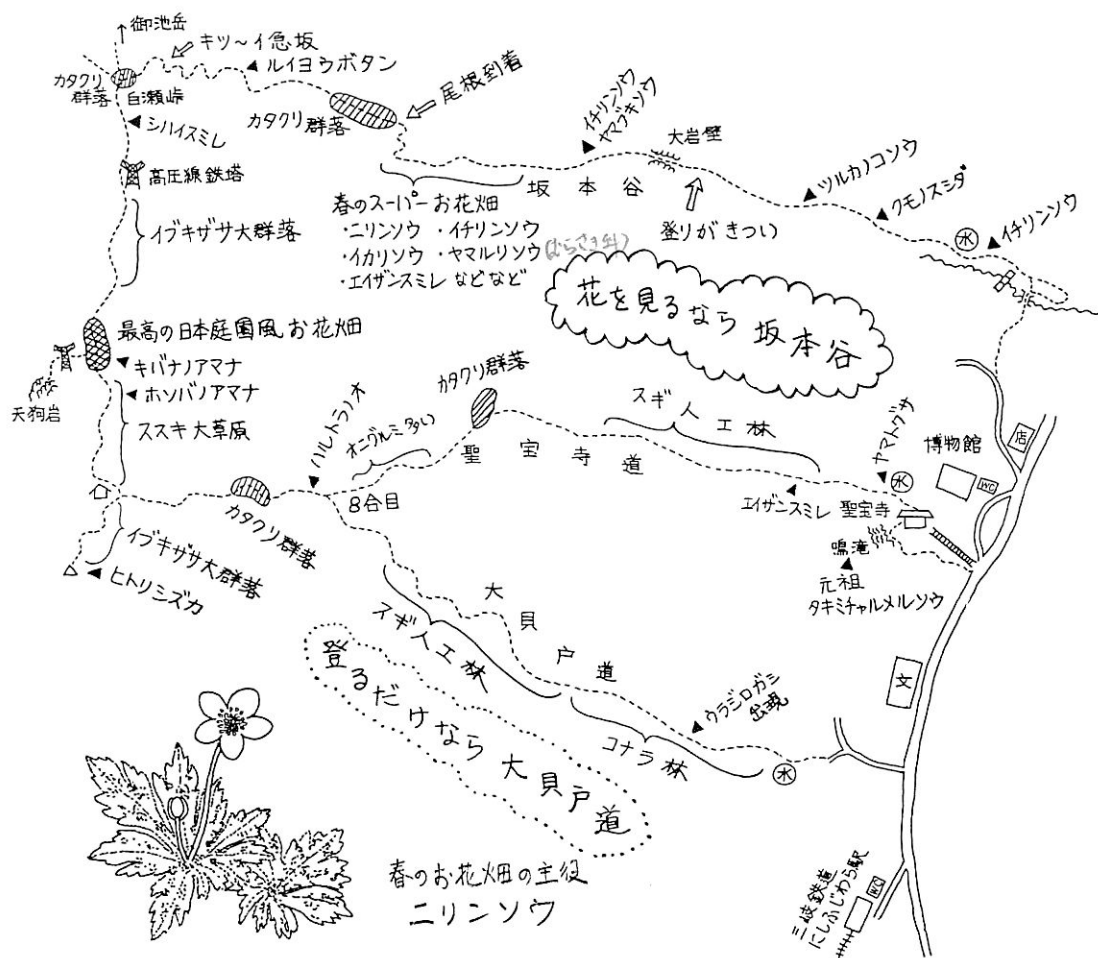 ↑御池岳
キツ～イ急坂
ルイヨウボタン
カタクリ
群落
白瀬峠
シハイスミレ
高圧線鉄塔
イブキザサ大群落
カタクリ群落
尾根到着
春のスーパーお花畑
・ニリンソウ ・イチリンソウ
・イカリソウ ・ヤマルリソウ(むらさき科)
・エイザンスミレ などなど
坂本谷
イチリンソウ
ヤマブキソウ
大岩壁
登りがきつい
ツルカノコソウ
クモノスシダ
水
イチリンソウ
花を見るなら 坂本谷
最高の日本庭園風お花畑
キバナノアマナ
ホソバノアマナ
天狗岩
ススキ大草原
カタクリ群落
ハルトラノオ
オニグルミ多い
8合目
カタクリ群落
聖宝寺道
スギ人工林
エイザンスミレ
ヤマトグサ
水
聖宝寺
博物館
WC
店
鳴滝
元祖
タキミチャルメルソウ
イブキザサ大群落
ヒトリシズカ
大貝戸道
スギ人工林
コナラ林
ウラジロガシ
出現
水
文
登るだけなら 大貝戸道
三岐鉄道
にしふじわら駅
WC
春のお花畑の主役
ニリンソウ